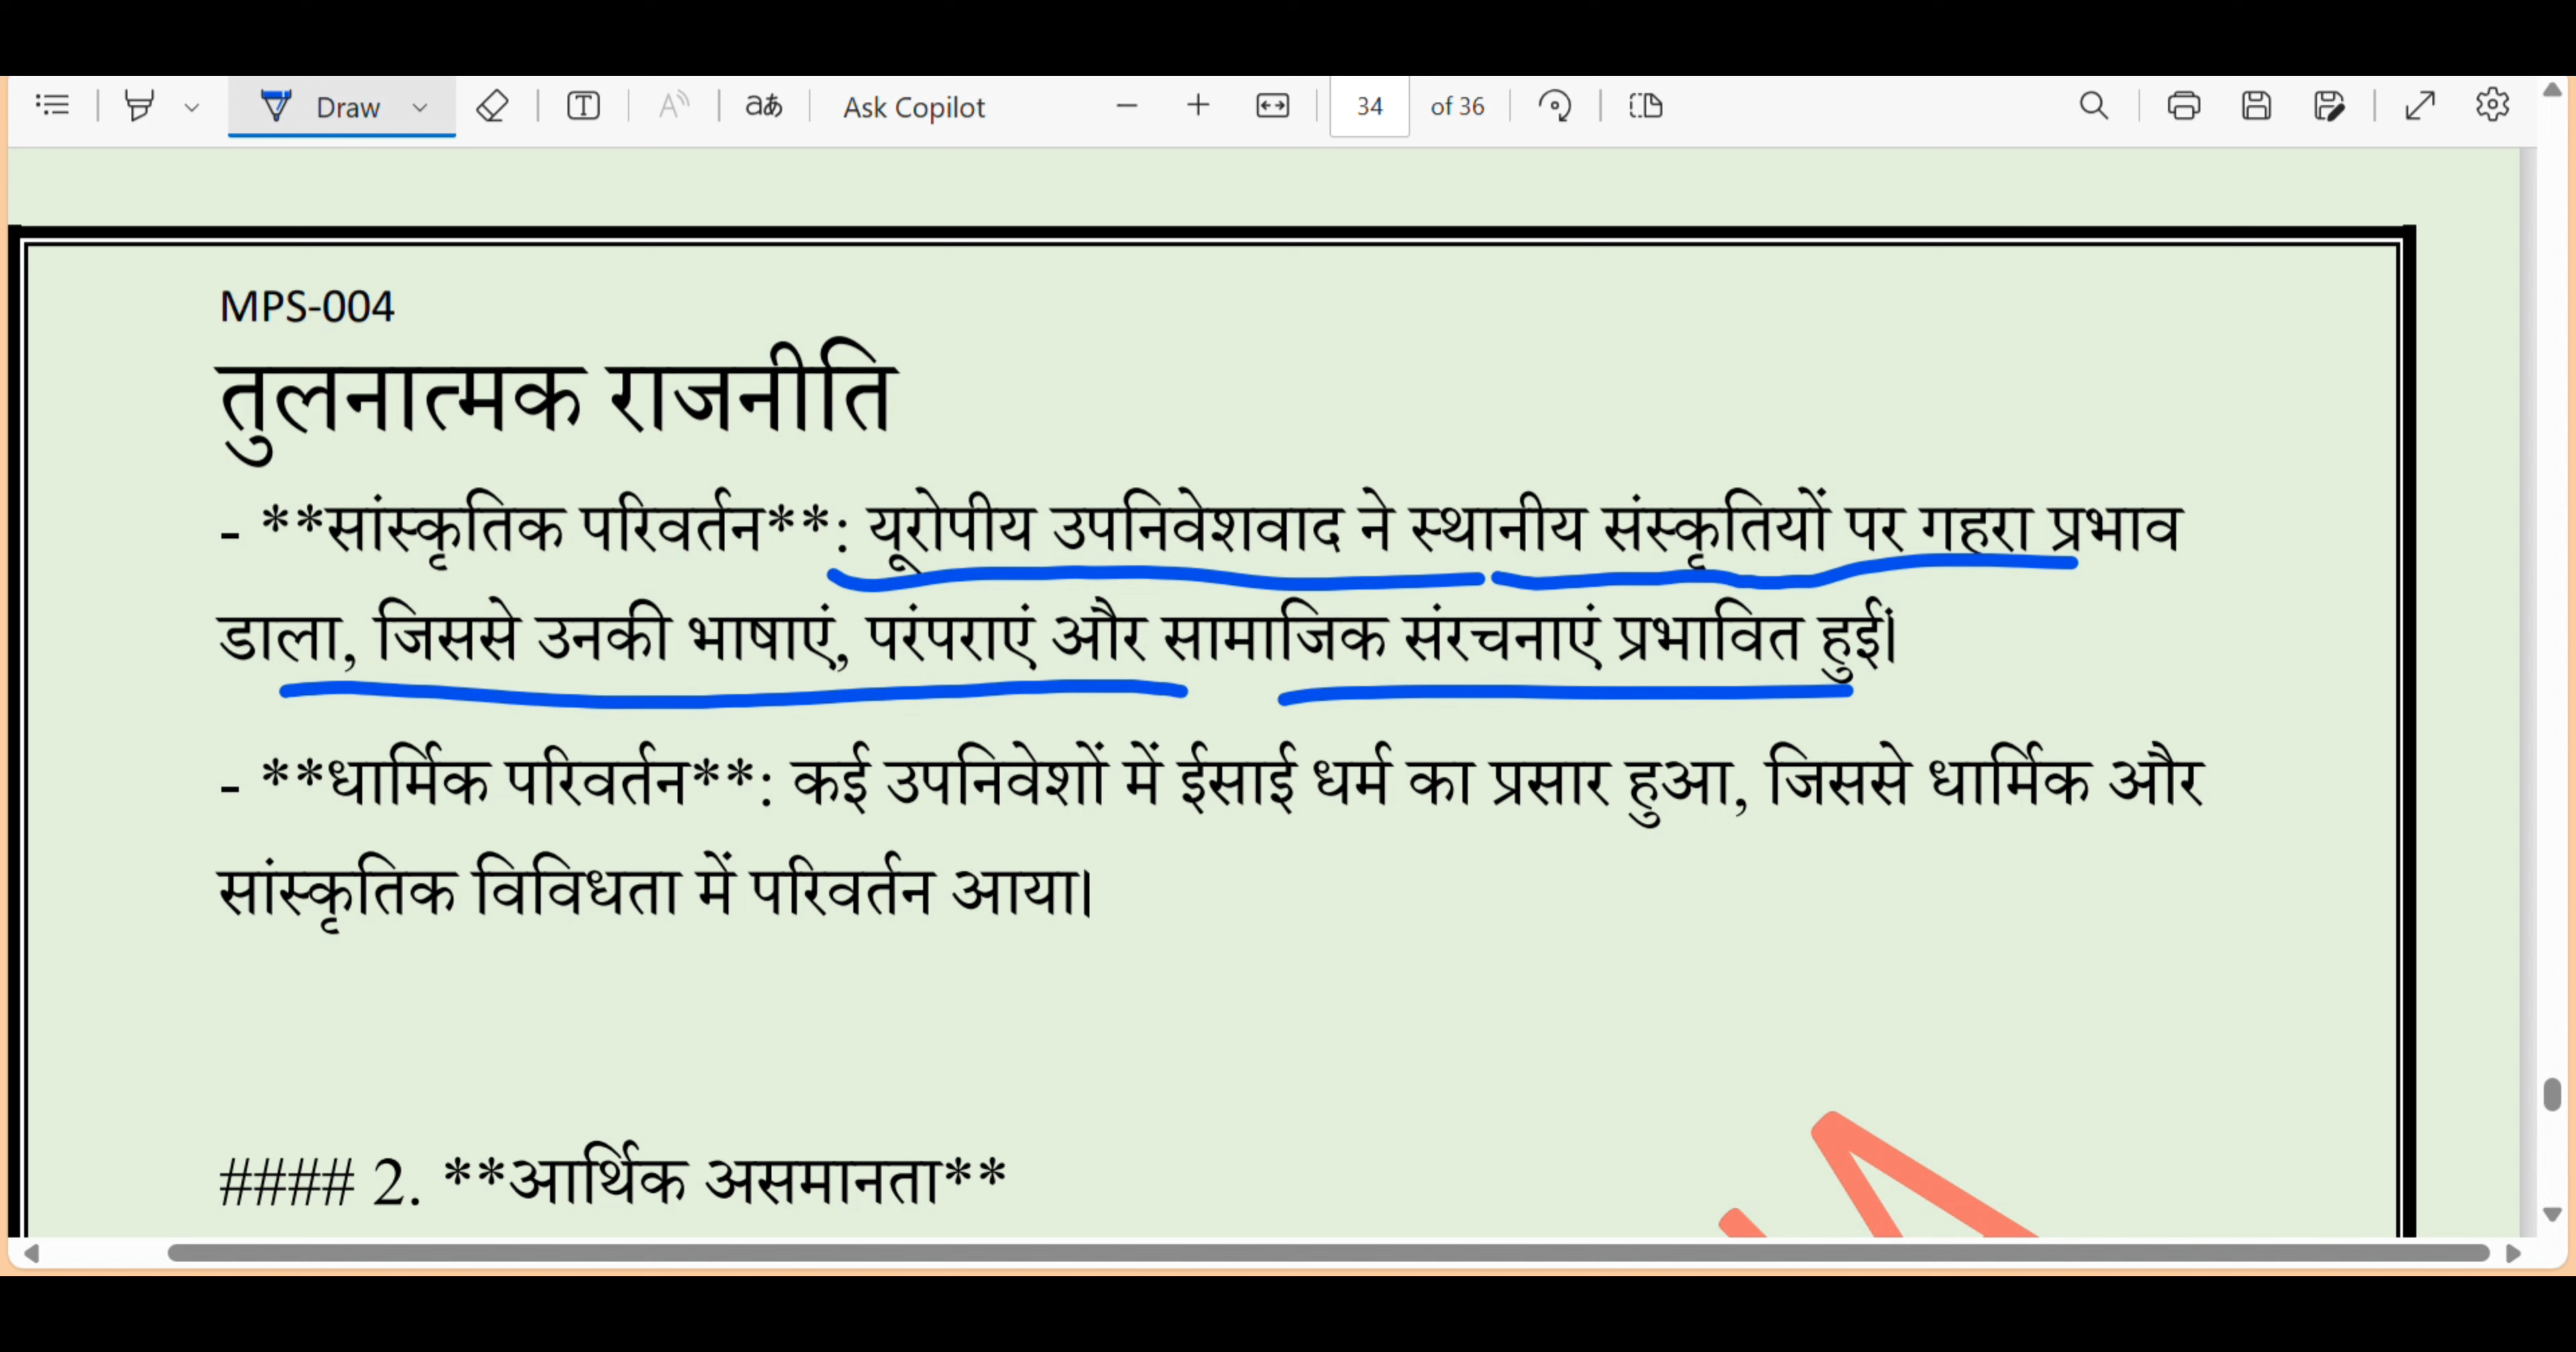 Draw Ask Copilot 34 of 36
MPS-004
तुलनात्मक राजनीति
- **सांस्कृतिक परिवर्तन**: यूरोपीय उपनिवेशवाद ने स्थानीय संस्कृतियों पर गहरा प्रभाव
डाला, जिससे उनकी भाषाएं, परंपराएं और सामाजिक संरचनाएं प्रभावित हुईं।
- **धार्मिक परिवर्तन**: कई उपनिवेशों में ईसाई धर्म का प्रसार हुआ, जिससे धार्मिक और
सांस्कृतिक विविधता में परिवर्तन आया।
#### 2. **आर्थिक असमानता**